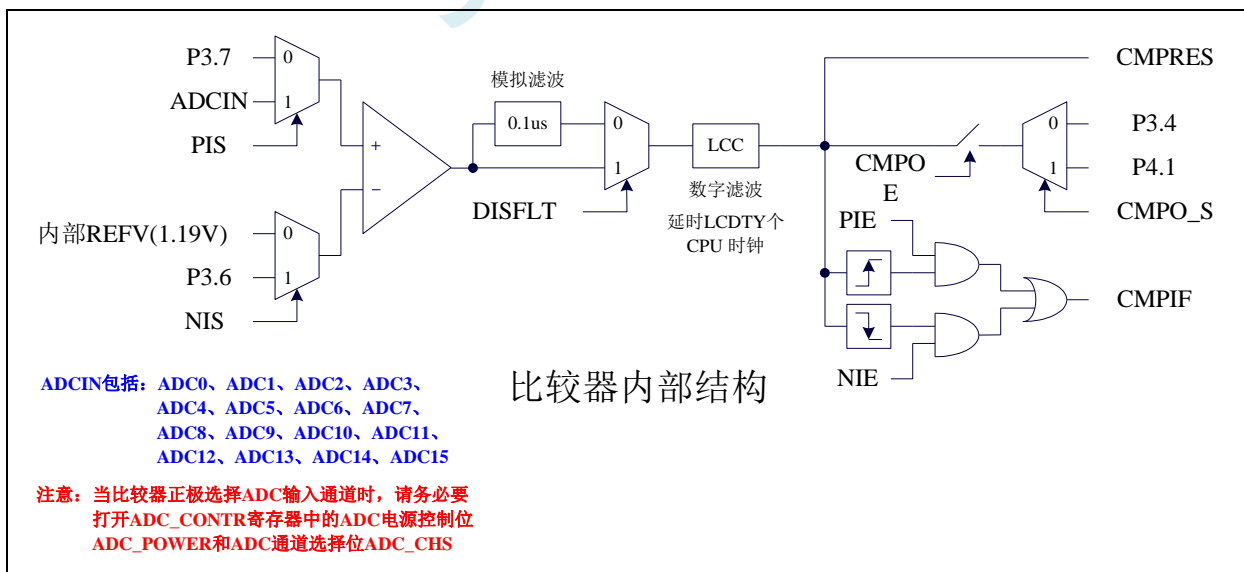 P3.7
0
ADCIN
1
PIS
+
−
内部REFV(1.19V)
0
P3.6
1
NIS
模拟滤波
0.1us
0
1
DISFLT
LCC
数字滤波
延时LCDTY个
CPU 时钟
CMPRES
0
P3.4
1
P4.1
CMPO
E
CMPO_S
PIE
CMPIF
NIE
比较器内部结构
ADCIN包括：ADC0、ADC1、ADC2、ADC3、
ADC4、ADC5、ADC6、ADC7、
ADC8、ADC9、ADC10、ADC11、
ADC12、ADC13、ADC14、ADC15
注意：当比较器正极选择ADC输入通道时，请务必要
打开ADC_CONTR寄存器中的ADC电源控制位
ADC_POWER和ADC通道选择位ADC_CHS